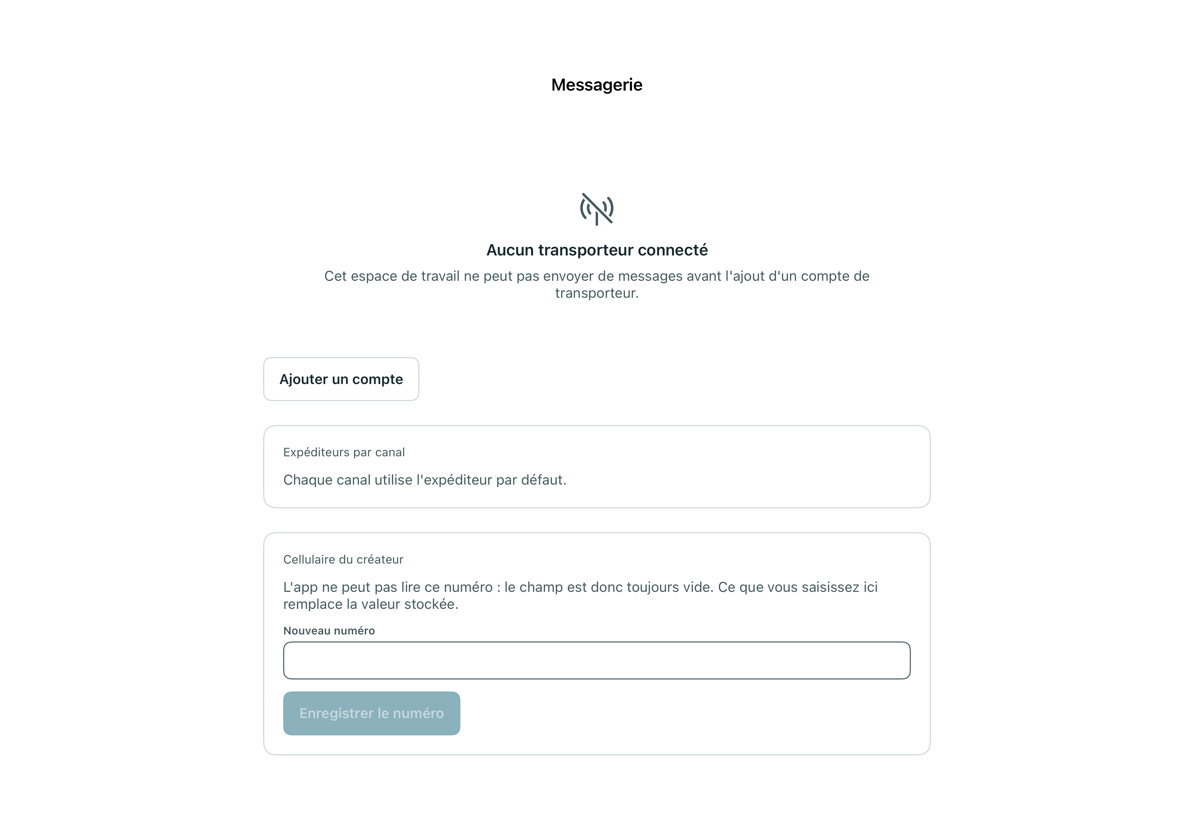 Messagerie
Aucun transporteur connecté
Cet espace de travail ne peut pas envoyer de messages avant l'ajout d'un compte de
transporteur.
Ajouter un compte
Expéditeurs par canal
Chaque canal utilise l'expéditeur par défaut.
Cellulaire du créateur
L'app ne peut pas lire ce numéro : le champ est donc toujours vide. Ce que vous saisissez ici
remplace la valeur stockée.
Nouveau numéro
Enregistrer le numéro